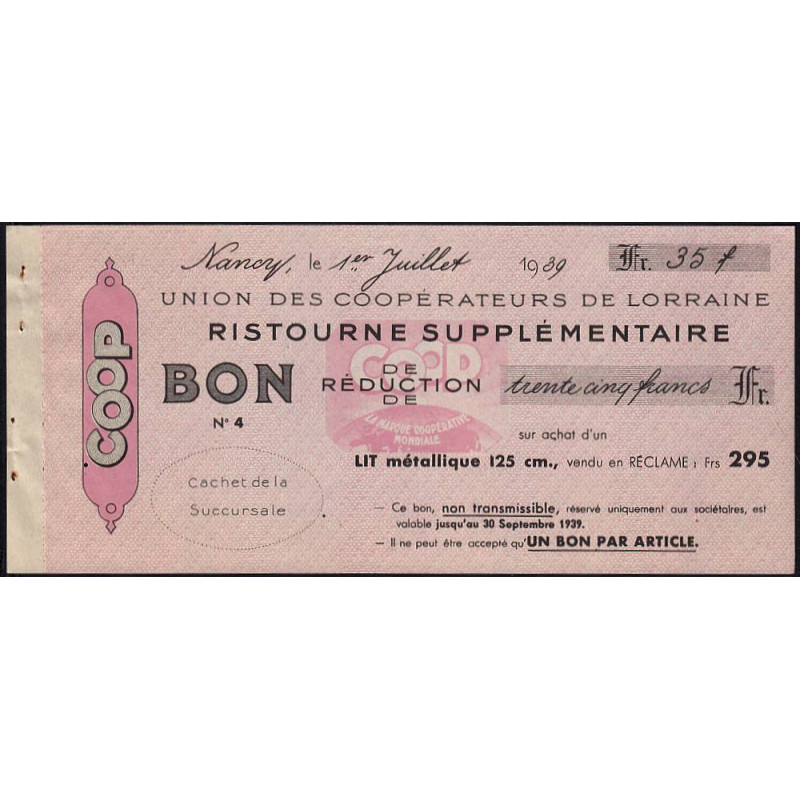 Nancy, le 1er Juillet 1939 Fr. 35 f
UNION DES COOPÉRATEURS DE LORRAINE
RISTOURNE SUPPLÉMENTAIRE
COOP
COOP
LA MARQUE COOPÉRATIVE
MONDIALE
BON DE RÉDUCTION DE trente cinq francs Fr.
N° 4
sur achat d'un
LIT métallique 125 cm., vendu en RÉCLAME : Frs 295
Cachet de la
Succursale
— Ce bon, non transmissible, réservé uniquement aux sociétaires, est
valable jusqu'au 30 Septembre 1939.
— Il ne peut être accepté qu'UN BON PAR ARTICLE.